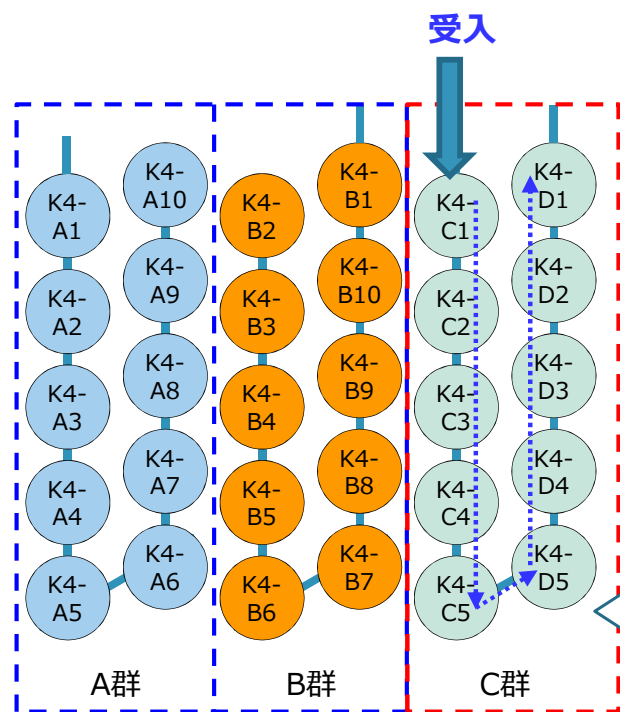 受入
K4-
A1
K4-
A2
K4-
A3
K4-
A4
K4-
A5
K4-
A10
K4-
A9
K4-
A8
K4-
A7
K4-
A6
A群
K4-
B2
K4-
B3
K4-
B4
K4-
B5
K4-
B6
K4-
B1
K4-
B10
K4-
B9
K4-
B8
K4-
B7
B群
K4-
C1
K4-
C2
K4-
C3
K4-
C4
K4-
C5
K4-
D1
K4-
D2
K4-
D3
K4-
D4
K4-
D5
C群